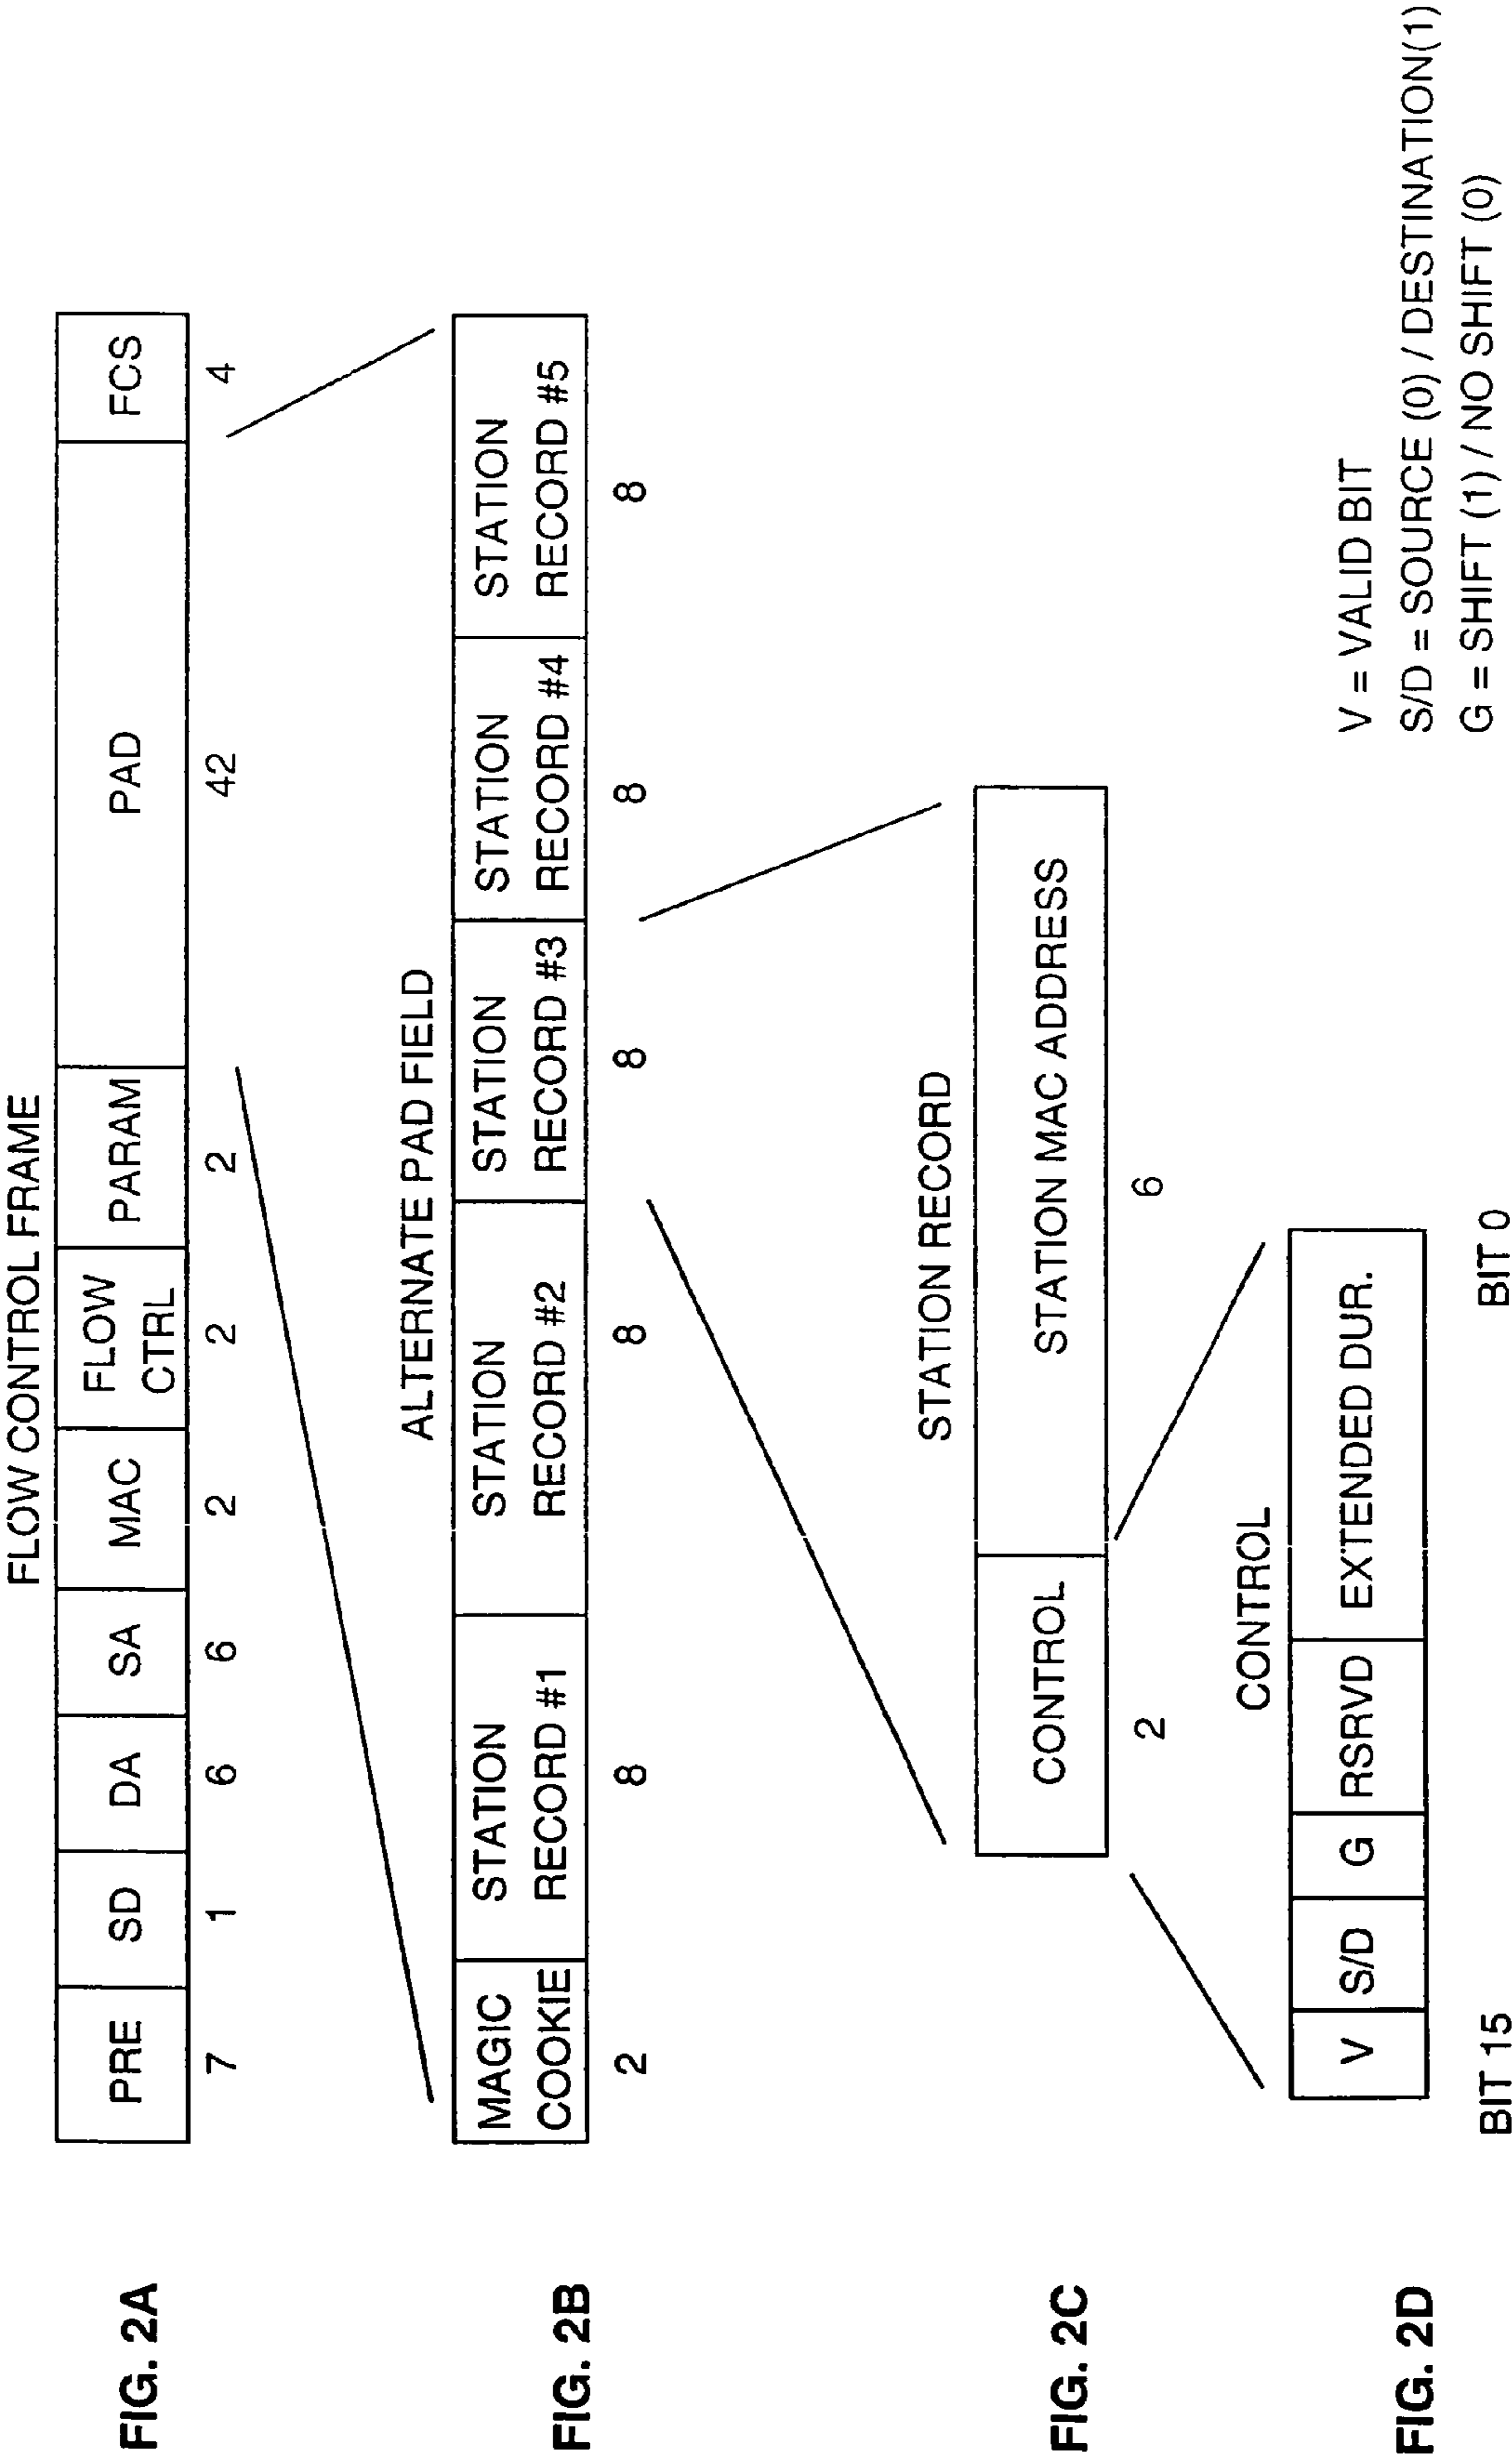 FIG. 2A
FLOW CONTROL FRAME
PRE SD DA SA MAC FLOW CTRL PARAM PAD FCS
7 1 6 6 2 2 2 42 4
FIG. 2B
ALTERNATE PAD FIELD
MAGIC COOKIE STATION RECORD #1 STATION RECORD #2 STATION RECORD #3 STATION RECORD #4 STATION RECORD #5
2 8 8 8 8 8
FIG. 2C
STATION RECORD
CONTROL STATION MAC ADDRESS
2 6
FIG. 2D
CONTROL
V S/D G RSRVD EXTENDED DUR.
BIT 15 BIT 0
V = VALID BIT
S/D = SOURCE (0) / DESTINATION(1)
G = SHIFT (1) / NO SHIFT (0)